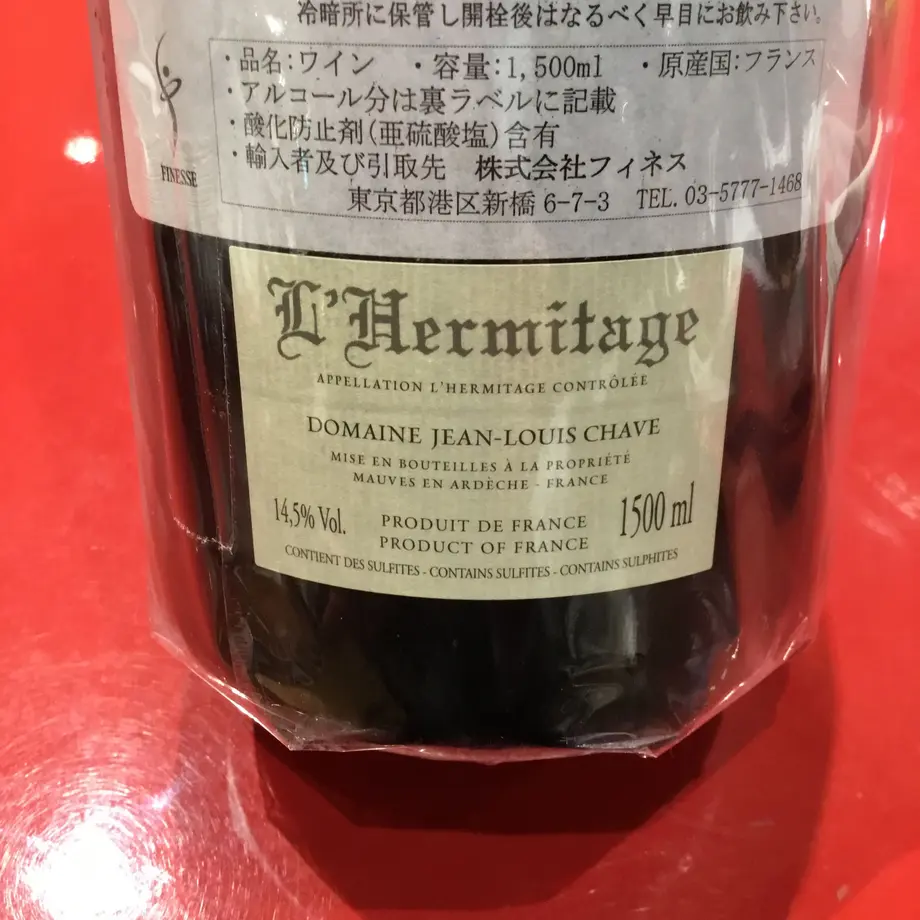 冷暗所に保管し開栓後はなるべく早目にお飲み下さい。
・品名:ワイン ・容量:1,500ml ・原産国:フランス
・アルコール分は裏ラベルに記載
・酸化防止剤(亜硫酸塩)含有
・輸入者及び引取先 株式会社フィネス
東京都港区新橋6-7-3 TEL. 03-5777-1468
FINESSE
L'Hermitage
APPELLATION L'HERMITAGE CONTRÔLÉE
DOMAINE JEAN-LOUIS CHAVE
MISE EN BOUTEILLES À LA PROPRIÉTÉ
MAUVES EN ARDÈCHE - FRANCE
14,5% Vol. PRODUIT DE FRANCE 1500 ml
PRODUCT OF FRANCE
CONTIENT DES SULFITES - CONTAINS SULFITES - CONTAINS SULPHITES